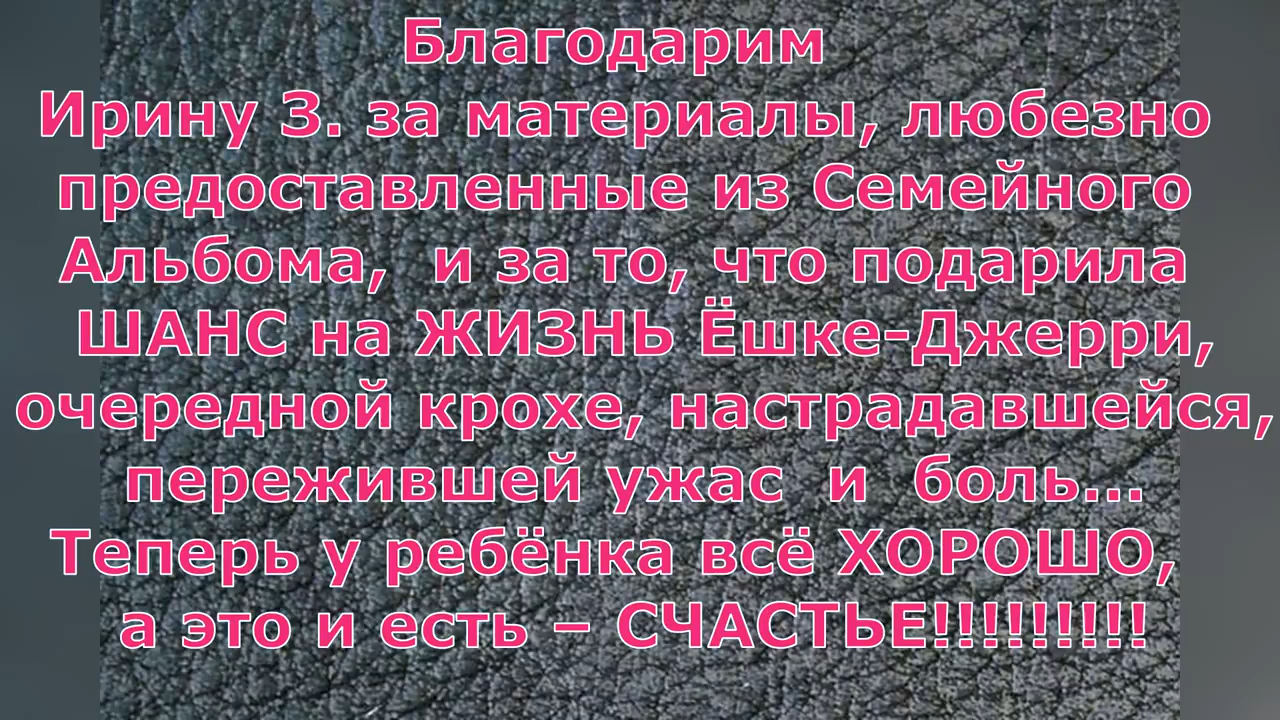 Благодарим
Ирину З. за материалы, любезно
предоставленные из Семейного
Альбома, и за то, что подарила
ШАНС на ЖИЗНЬ Ёшке-Джерри,
очередной крохе, настрадавшейся,
пережившей ужас и боль...
Теперь у ребёнка всё ХОРОШО,
а это и есть – СЧАСТЬЕ!!!!!!!!!